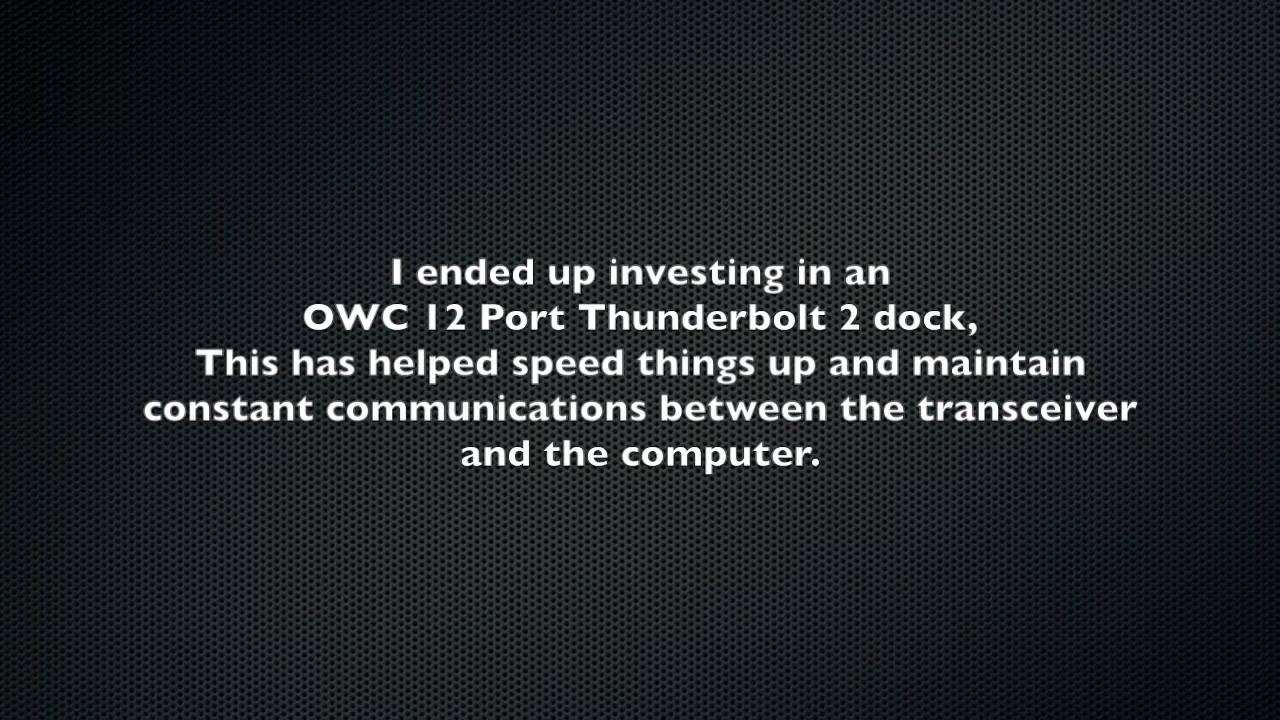 I ended up investing in an
OWC 12 Port Thunderbolt 2 dock,
This has helped speed things up and maintain
constant communications between the transceiver
and the computer.